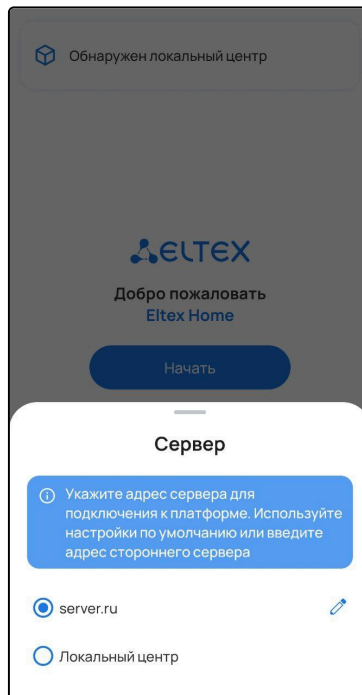 Обнаружен локальный центр
ELTEX
Добро пожаловать
Eltex Home
Начать
Сервер
Укажите адрес сервера для
подключения к платформе. Используйте
настройки по умолчанию или введите
адрес стороннего сервера
server.ru
Локальный центр